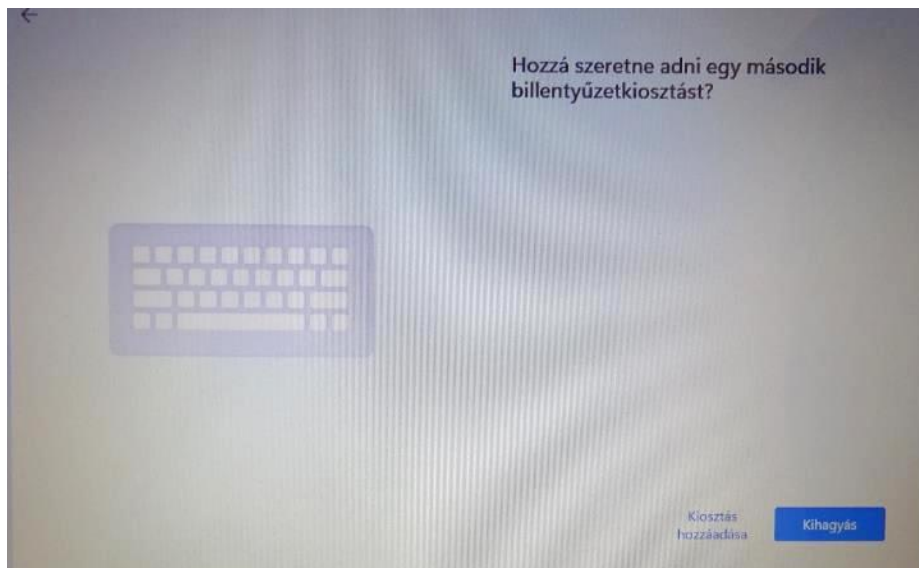 Hozzá szeretne adni egy második
billentyűzetkiosztást?
Kiosztás
hozzáadása
Kihagyás